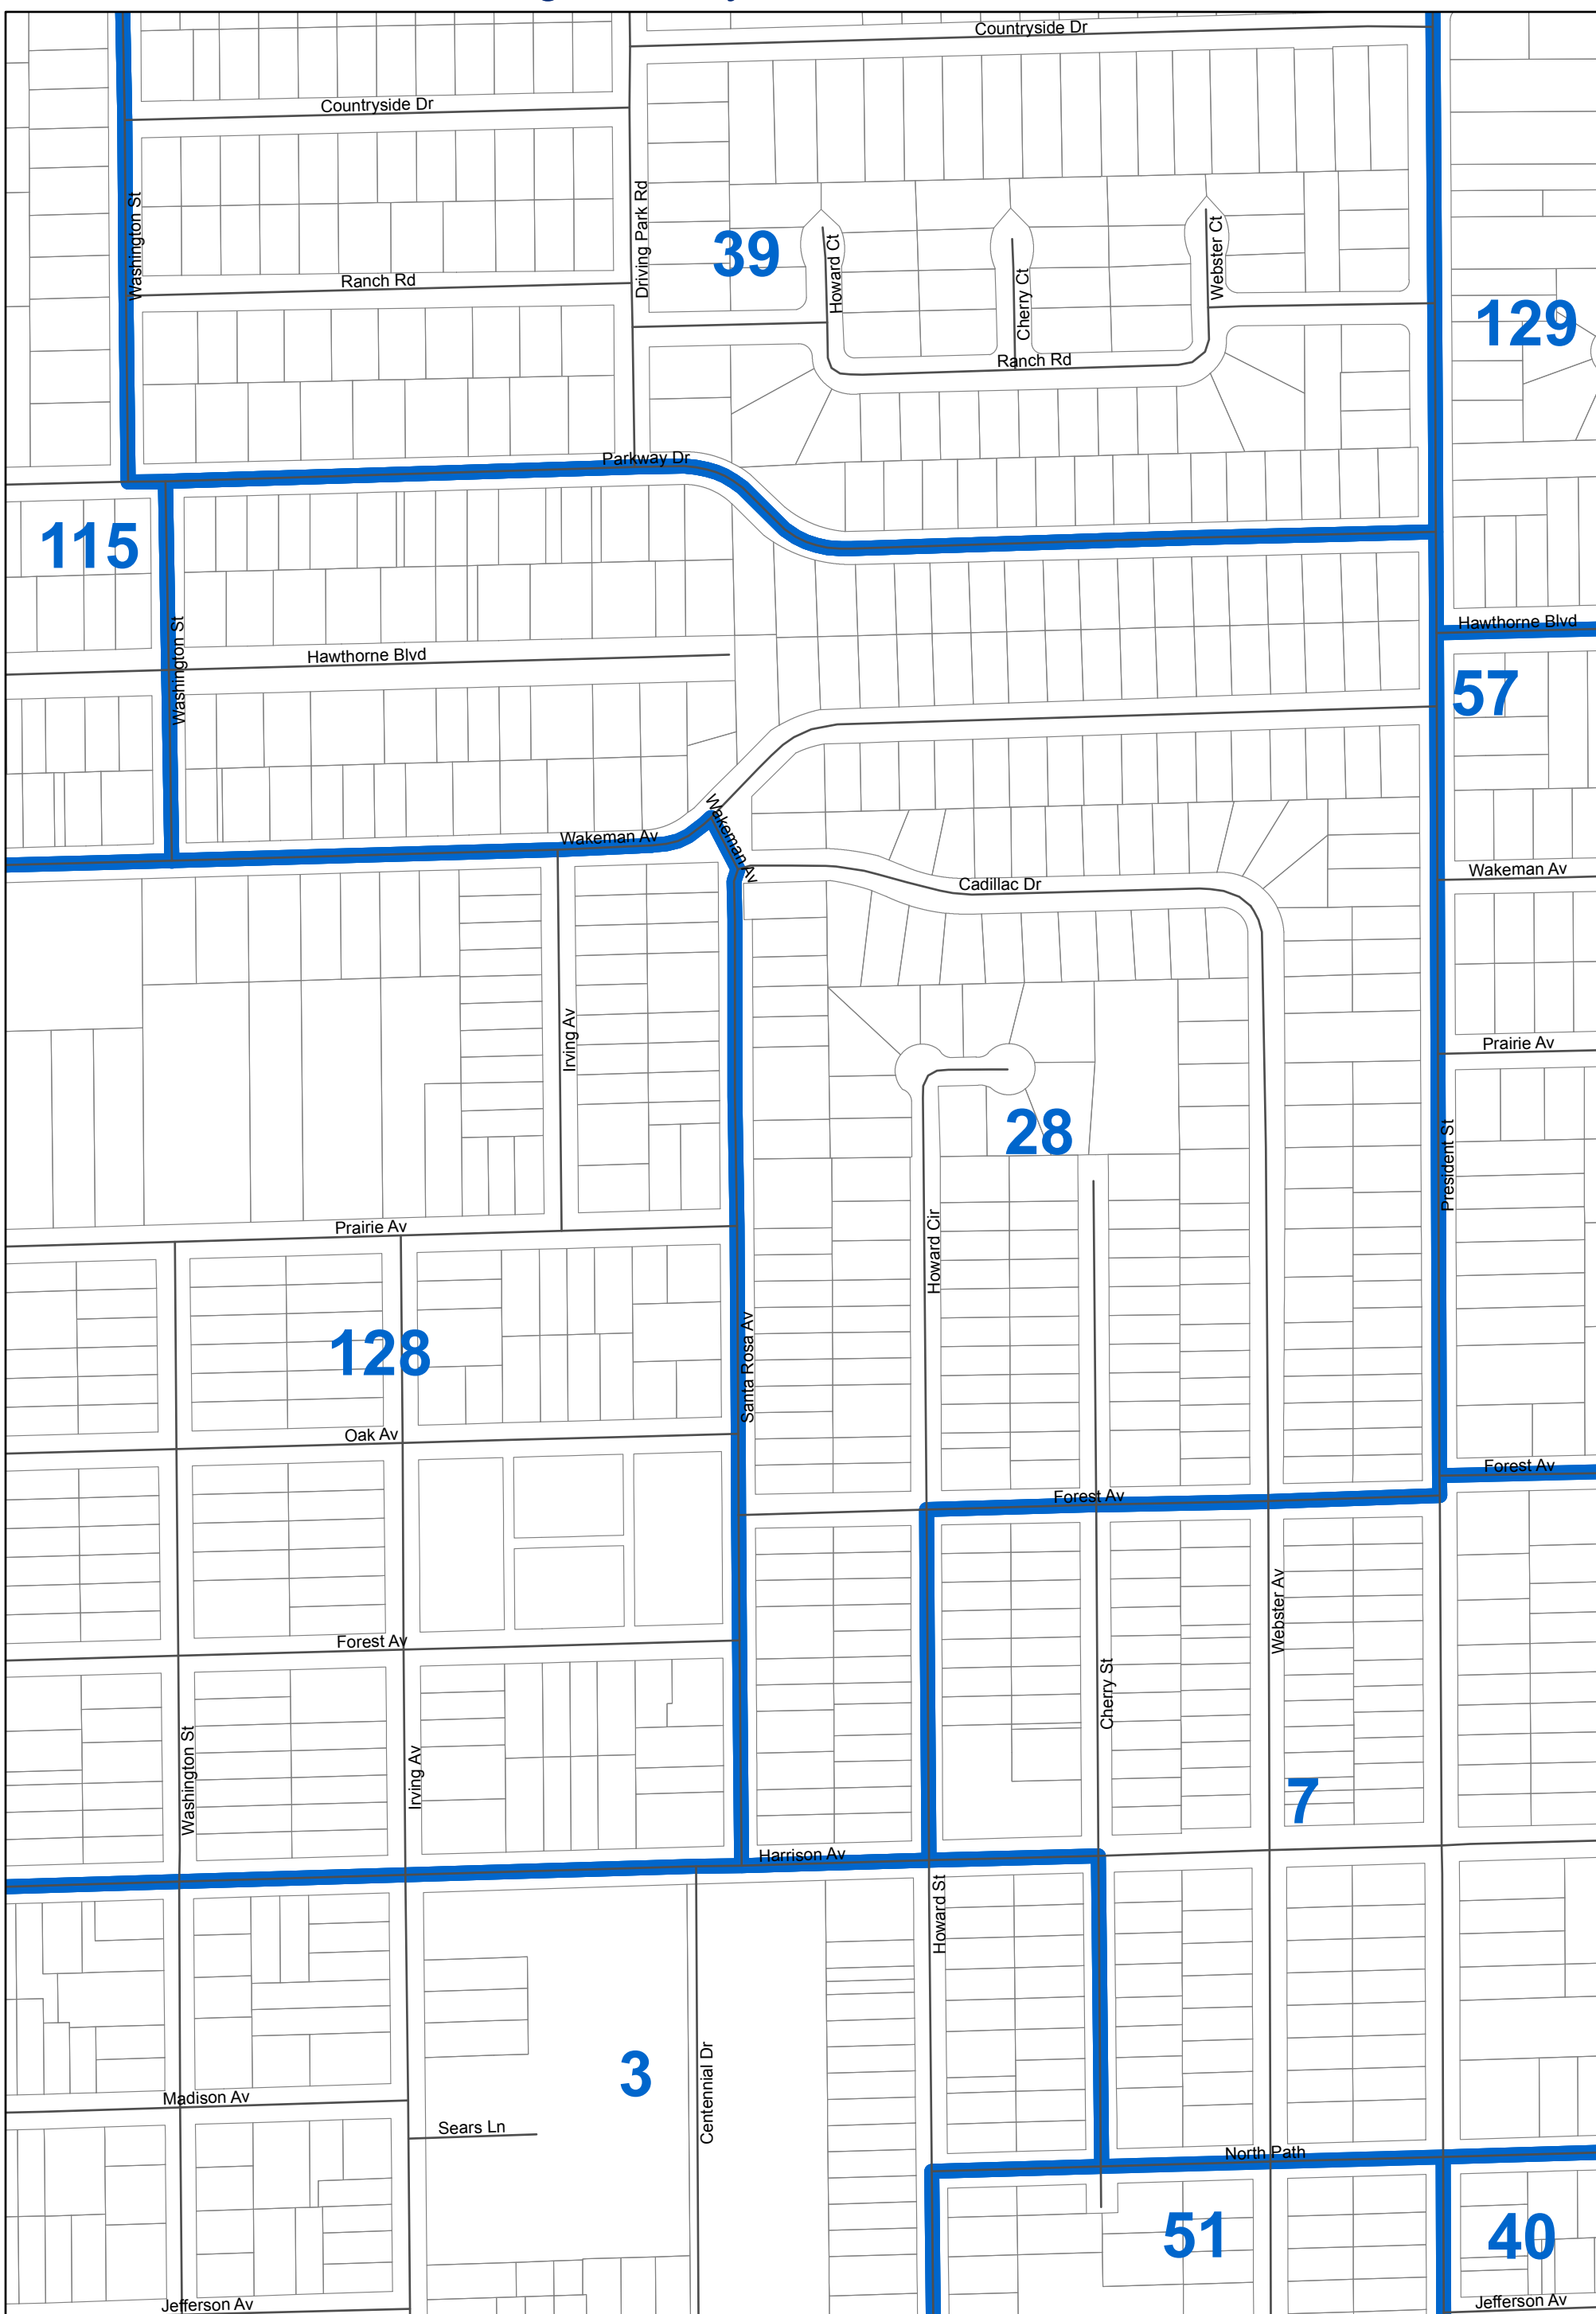 Countryside Dr
Countryside Dr
Washington St
Driving Park Rd
39
Howard Ct
Cherry Ct
Webster Ct
Ranch Rd
129
Ranch Rd
Parkway Dr
115
Hawthorne Blvd
Washington St
Hawthorne Blvd
57
Wakeman Av
Wakeman Av
Wakeman Av
Cadillac Dr
Irving Av
Prairie Av
28
President St
Prairie Av
Howard Cir
128
Santa Rosa Av
Oak Av
Forest Av
Forest Av
Webster Av
Forest Av
Cherry St
Washington St
Irving Av
7
Harrison Av
Howard St
3
Centennial Dr
Madison Av
Sears Ln
North Path
51
40
Jefferson Av
Jefferson Av